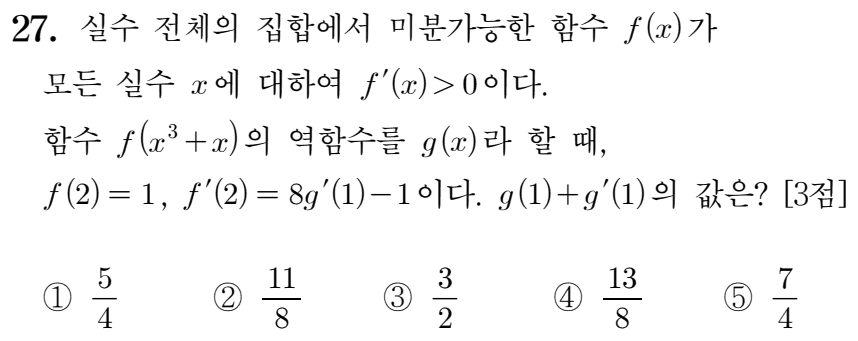 27. 실수 전체의 집합에서 미분가능한 함수 f(x)가
모든 실수 x에 대하여 f′(x)>0이다.
함수 f(x³+x)의 역함수를 g(x)라 할 때,
f(2)=1, f′(2)=8g′(1)−1이다. g(1)+g′(1)의 값은? [3점]
① 5/4 ② 11/8 ③ 3/2 ④ 13/8 ⑤ 7/4